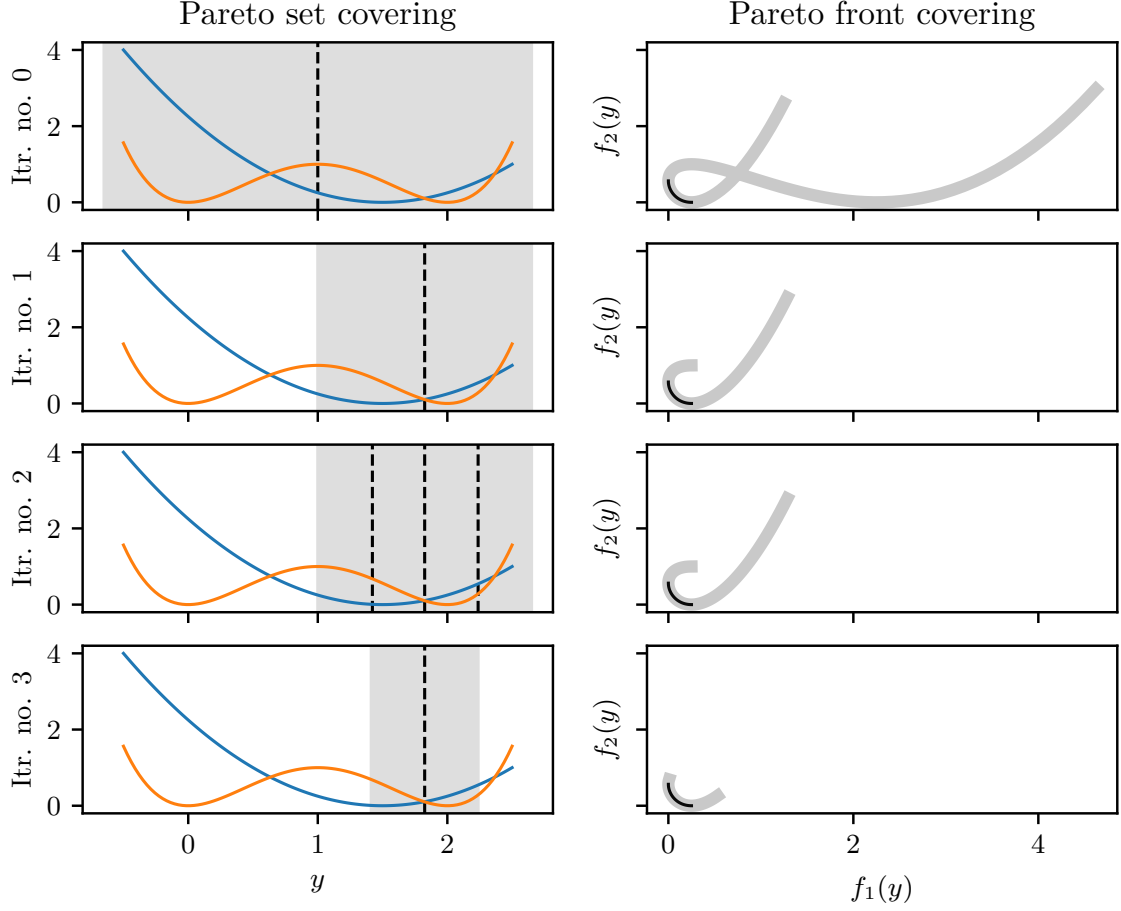 Pareto set covering
Pareto front covering
Itr. no. 0
4
2
0
f₂(y)
Itr. no. 1
4
2
0
f₂(y)
Itr. no. 2
4
2
0
f₂(y)
Itr. no. 3
4
2
0
f₂(y)
0 1 2
y
0 2 4
f₁(y)